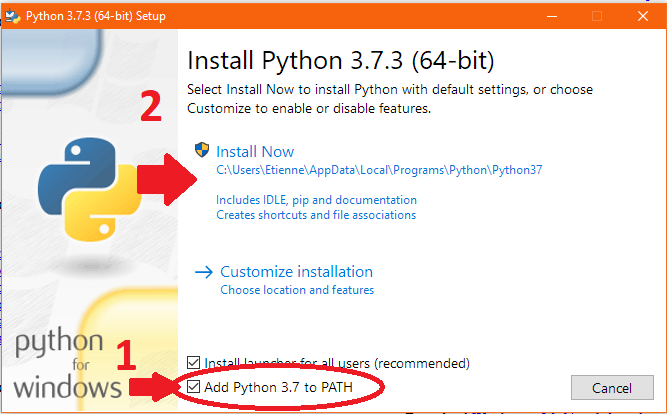 Python 3.7.3 (64-bit) Setup
Install Python 3.7.3 (64-bit)
Select Install Now to install Python with default settings, or choose
Customize to enable or disable features.
2
Install Now
C:\Users\Etienne\AppData\Local\Programs\Python\Python37
Includes IDLE, pip and documentation
Creates shortcuts and file associations
Customize installation
Choose location and features
python
for
windows
1
Install launcher for all users (recommended)
Add Python 3.7 to PATH
Cancel